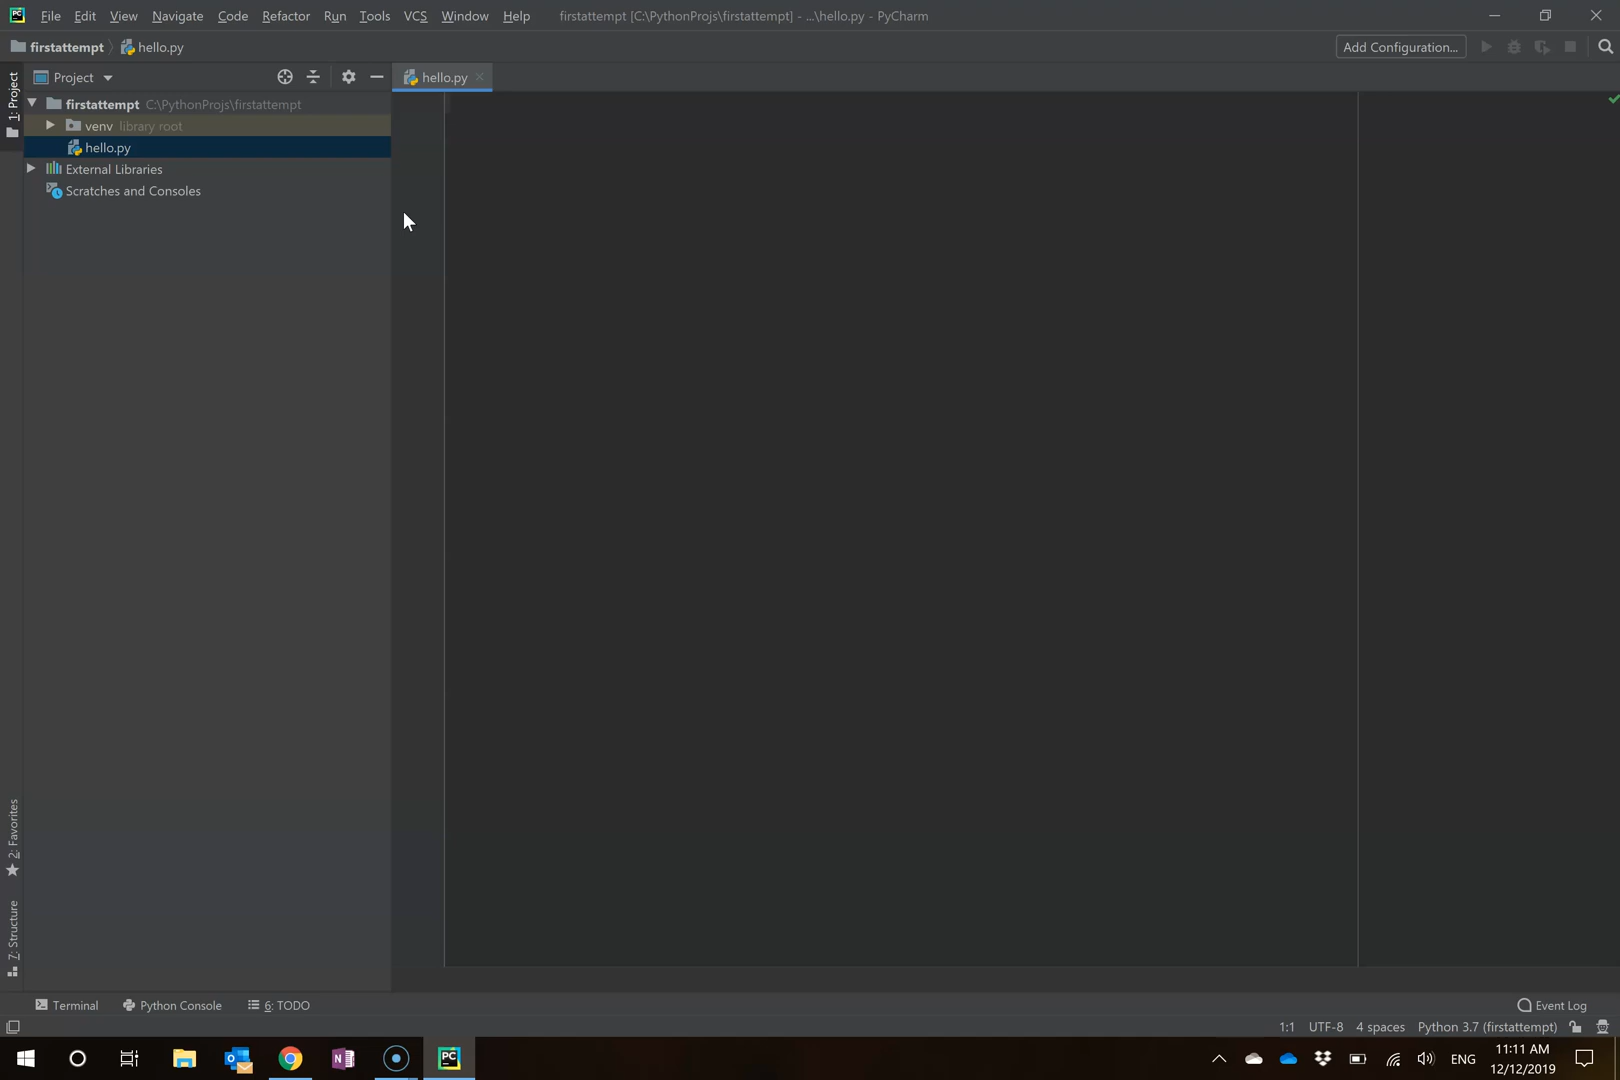 PC File Edit View Navigate Code Refactor Run Tools VCS Window Help firstattempt [C:\PythonProjs\firstattempt] - ...\hello.py - PyCharm
firstattempt hello.py Add Configuration...
1: Project
Project hello.py
firstattempt C:\PythonProjs\firstattempt
venv library root
hello.py
External Libraries
Scratches and Consoles
2: Favorites
7: Structure
Terminal Python Console 6: TODO Event Log
1:1 UTF-8 4 spaces Python 3.7 (firstattempt)
PC ENG 11:11 AM
12/12/2019